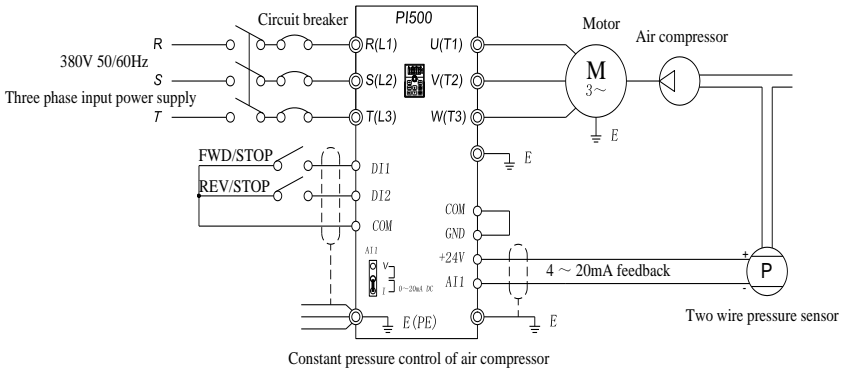 Circuit breaker
PI500
Motor
Air compressor
R
R(L1)
U(T1)
380V 50/60Hz
S
S(L2)
V(T2)
M
3～
Three phase input power supply
T
T(L3)
W(T3)
E
FWD/STOP
DI1
E
REV/STOP
DI2
COM
COM
GND
AI1
V
I
0～20mA DC
+24V
AI1
4 ～ 20mA feedback
+
P
-
Two wire pressure sensor
E(PE)
E
Constant pressure control of air compressor